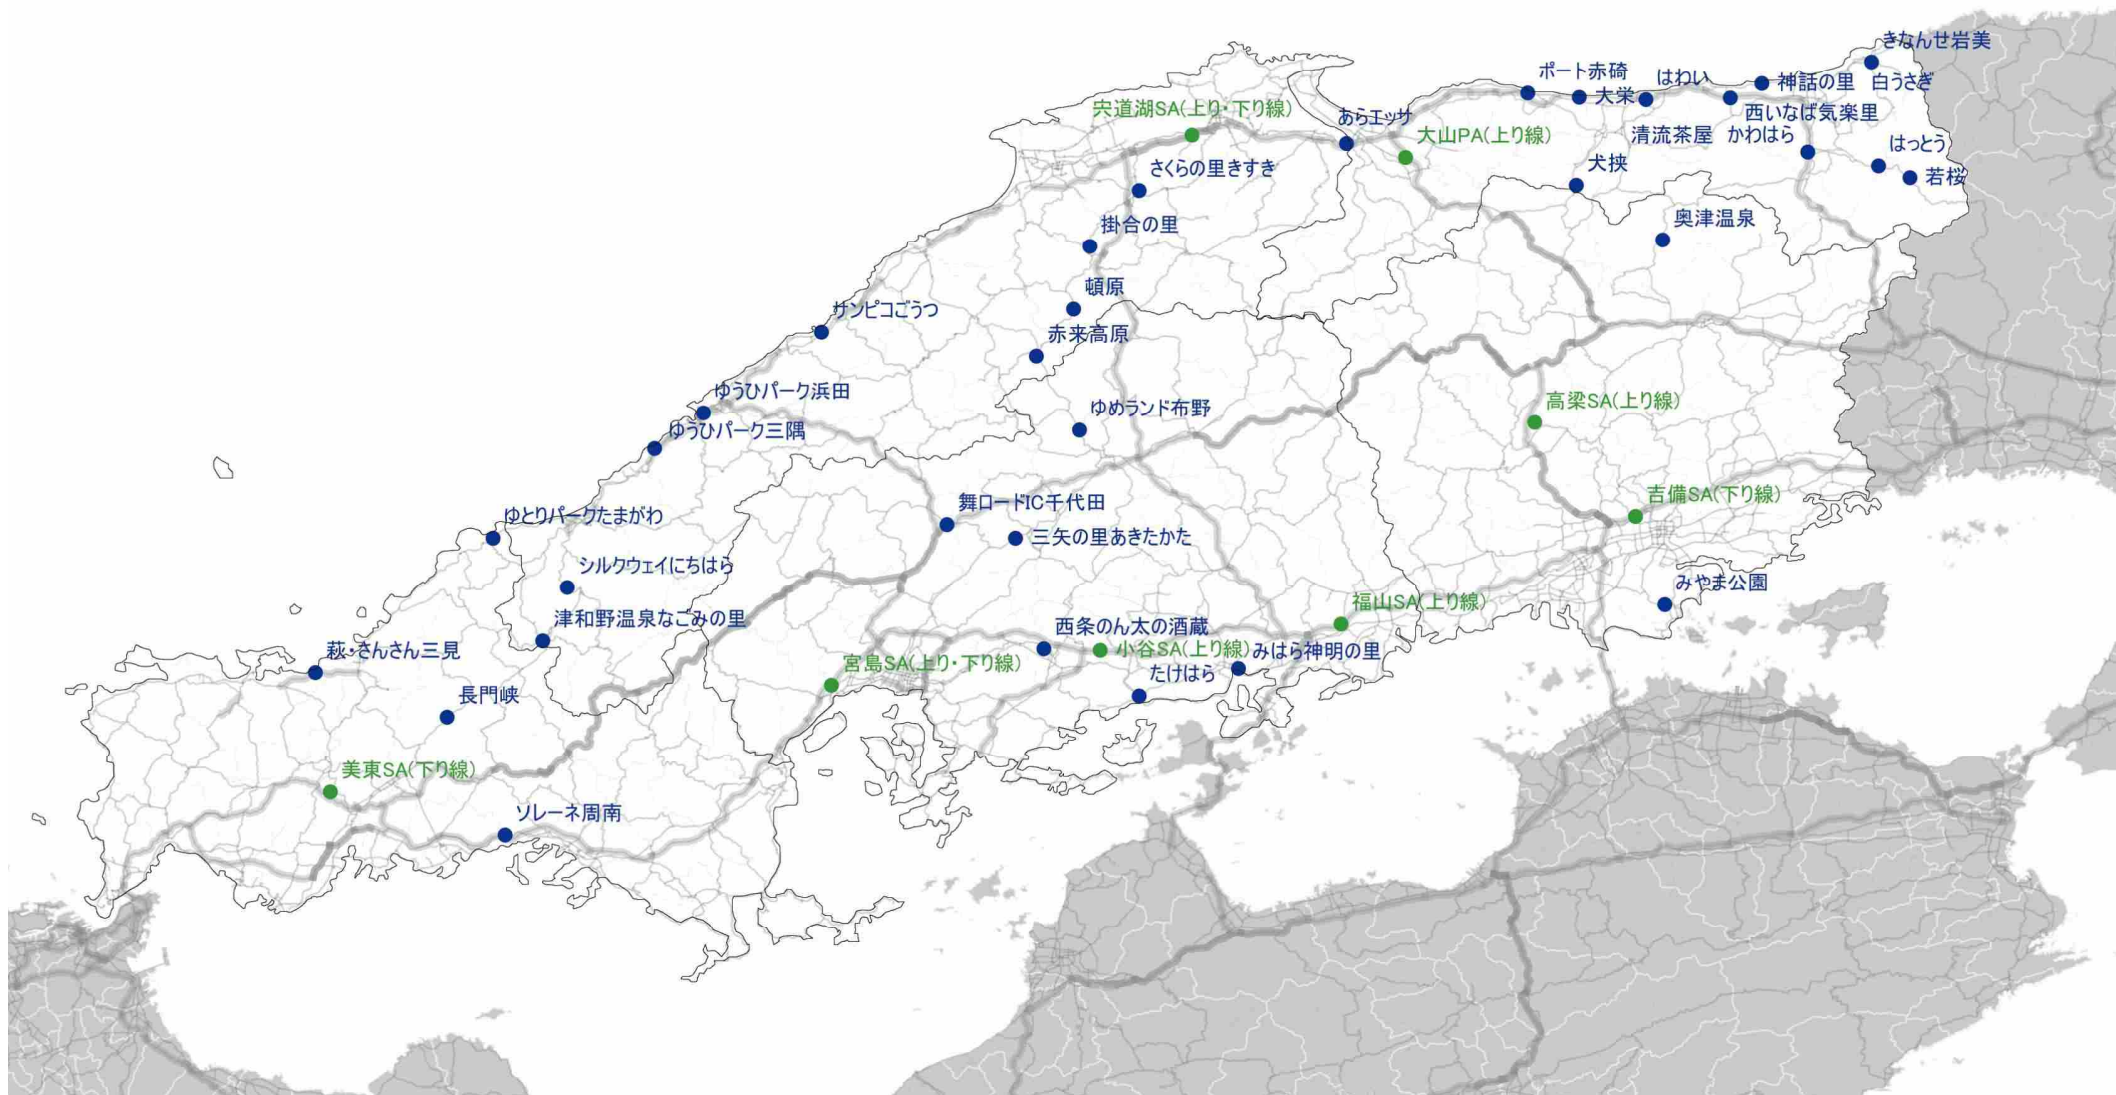 きなんせ岩美
ポート赤碕
はわい
神話の里 白うさぎ
大栄
宍道湖SA(上り・下り線)
あらエッサ
西いなば気楽里
大山PA(上り線)
清流茶屋 かわはら
はっとう
犬挟
さくらの里きすき
若桜
掛合の里
奥津温泉
頓原
サンピコごうつ
赤来高原
ゆうひパーク浜田
高梁SA(上り線)
ゆめランド布野
ゆうひパーク三隅
吉備SA(下り線)
舞ロードIC千代田
ゆとりパークたまがわ
三矢の里あきたかた
シルクウェイにちはら
みやま公園
福山SA(上り線)
津和野温泉なごみの里
西条のん太の酒蔵
萩・さんさん三見
小谷SA(上り線)
みはら神明の里
宮島SA(上り・下り線)
たけはら
長門峡
美東SA(下り線)
ソレーネ周南